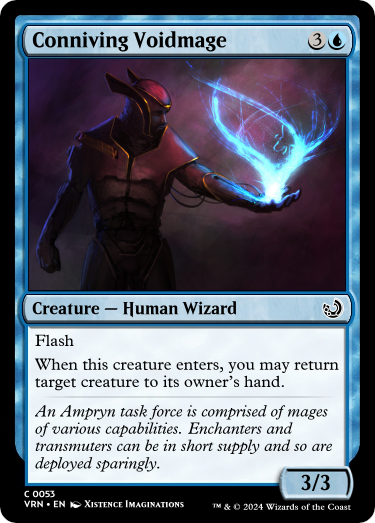 Conniving Voidmage 3
Creature — Human Wizard
Flash
When this creature enters, you may return
target creature to its owner's hand.
An Ampryn task force is comprised of mages
of various capabilities. Enchanters and
transmuters can be in short supply and so are
deployed sparingly.
3/3
C 0053
VRN • EN Xistence Imaginations
™ & © 2024 Wizards of the Coast